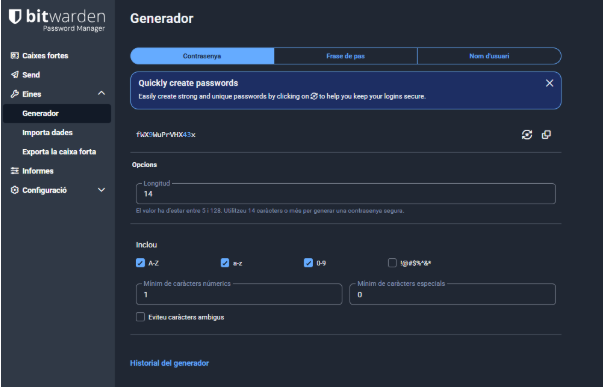 bitwarden
Password Manager
Caixes fortes
Send
Eines
Generador
Importa dades
Exporta la caixa forta
Informes
Configuració
Generador
Contrasenya
Frase de pas
Nom d'usuari
Quickly create passwords
Easily create strong and unique passwords by clicking on to help you keep your logins secure.
fWX9MuPrVHX43x
Opcions
Longitud
14
El valor ha d'estar entre 5 i 128. Utilitzeu 14 caràcters o més per generar una contrasenya segura.
Inclou
A-Z
a-z
0-9
!@#$%^&*
Mínim de caràcters númerics
1
Mínim de caràcters especials
0
Eviteu caràcters ambigus
Historial del generador